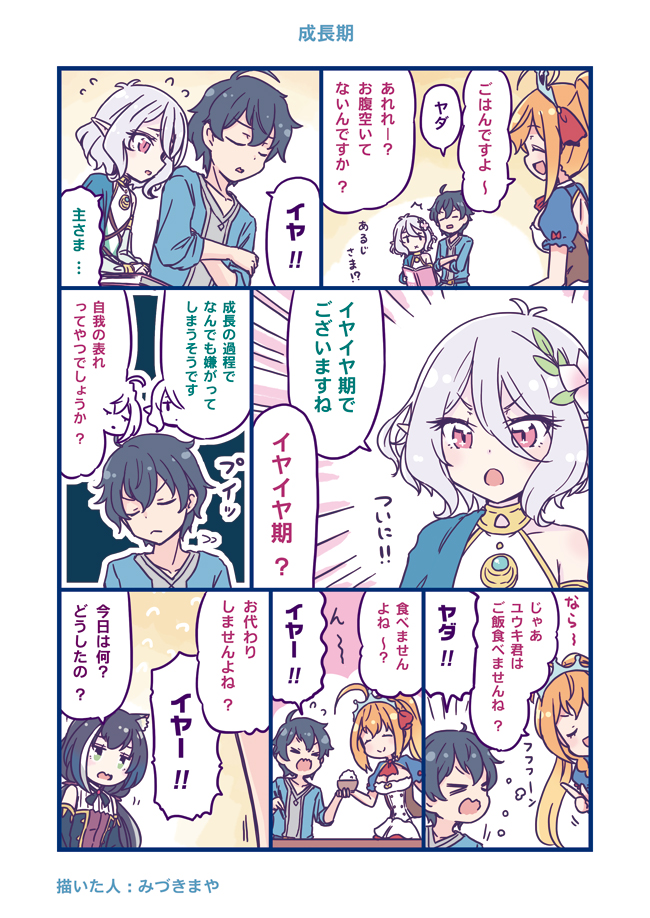 成長期
ごはんですよ～
ヤダ
あれれー？
お腹空いて
ないんですか？
あるじ
さま!?
イヤ!!
主さま…
イヤイヤ期で
ございますね
ついに!!
イヤイヤ期？
成長の過程で
なんでも嫌がって
しまうそうです
自我の表れ
ってやつでしょうか？
プイッ
なら～
じゃあ
ユウキ君は
ご飯食べませんね？
ヤダ!!
フフフーン
食べません
よね～？
ん～
イヤー!!
お代わり
しませんよね？
イヤー!!
今日は何？
どうしたの？
描いた人：みづきまや